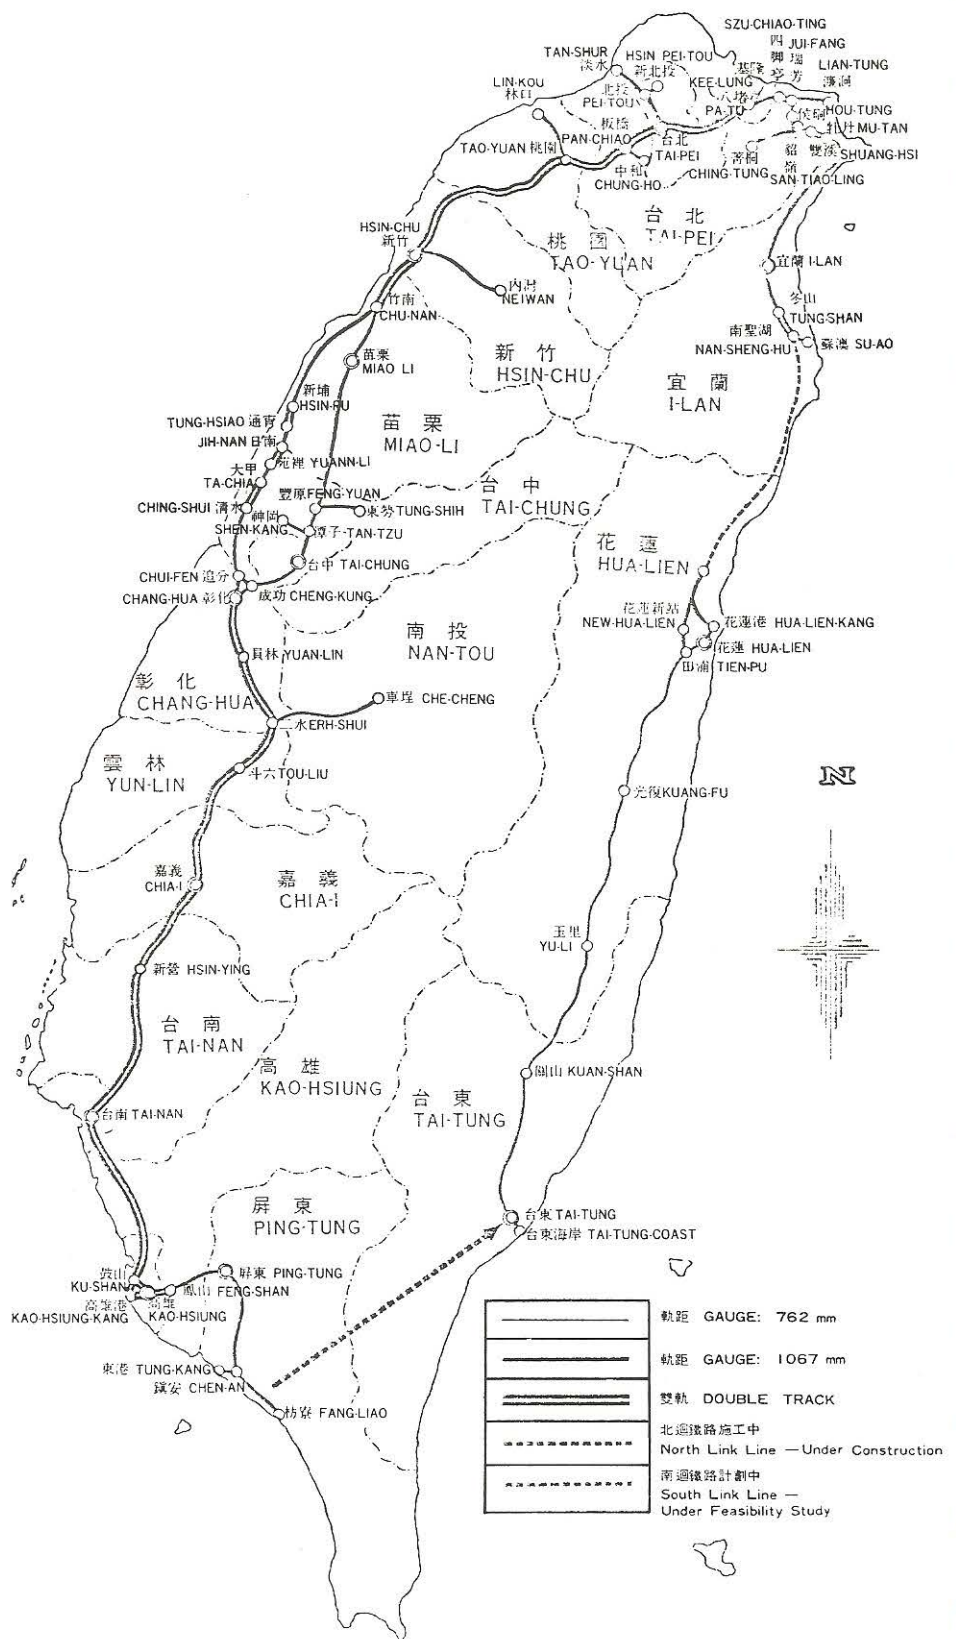 SZU-CHIAO-TING
四脚亭
瑞芳
JUI-FANG
LIAN-TUNG
濂洞
TAN-SHUR
淡水
HSIN PEI-TOU
新北投
基隆
KEE-LUNG
八堵
PA-TU
LIN-KOU
林口
北投
PEI-TOU
侯硐
HOU-TUNG
牡丹 MU-TAN
板橋
PAN-CHIAO
台北
TAI-PEI
TAO-YUAN 桃園
中和
CHUNG-HO
菁桐
CHING-TUNG
雙溪
SHUANG-HSI
貂嶺
SAN-TIAO-LING
台北
TAI-PEI
桃園
TAO-YUAN
HSIN-CHU
新竹
宜蘭 I-LAN
內灣
NEIWAN
竹南
CHU-NAN
冬山
TUNG-SHAN
南聖湖
NAN-SHENG-HU
蘇澳 SU-AO
苗栗
MIAO LI
新竹
HSIN-CHU
宜蘭
I-LAN
新埔
HSIN-PU
TUNG-HSIAO 通霄
苗栗
MIAO-LI
JIH-NAN 日南
苑裡 YUANN-LI
大甲
TA-CHIA
台中
TAI-CHUNG
豐原 FENG-YUAN
CHING-SHUI 清水
神岡
SHEN-KANG
東勢 TUNG-SHIH
潭子 TAN-TZU
花蓮
HUA-LIEN
台中 TAI-CHUNG
CHUI-FEN 追分
成功 CHENG-KUNG
CHANG-HUA 彰化
花蓮新站
NEW-HUA-LIEN
花蓮港 HUA-LIEN-KANG
花蓮 HUA-LIEN
田浦 TIEN-PU
南投
NAN-TOU
員林 YUAN-LIN
彰化
CHANG-HUA
車埕 CHE-CHENG
二水 ERH-SHUI
雲林
YUN-LIN
斗六 TOU-LIU
N
光復 KUANG-FU
嘉義
CHIA-I
嘉義
CHIA-I
玉里
YU-LI
新營 HSIN-YING
台南
TAI-NAN
高雄
KAO-HSIUNG
關山 KUAN-SHAN
台東
TAI-TUNG
台南 TAI-NAN
屏東
PING-TUNG
台東 TAI-TUNG
台東海岸 TAI-TUNG-COAST
鼓山
KU-SHAN
屏東 PING-TUNG
鳳山 FENG-SHAN
高雄港
KAO-HSIUNG-KANG
高雄
KAO-HSIUNG
東港 TUNG-KANG
鎮安 CHEN-AN
枋寮 FANG-LIAO
軌距 GAUGE: 762 mm
軌距 GAUGE: 1067 mm
雙軌 DOUBLE TRACK
北迴鐵路施工中
North Link Line — Under Construction
南迴鐵路計劃中
South Link Line —
Under Feasibility Study